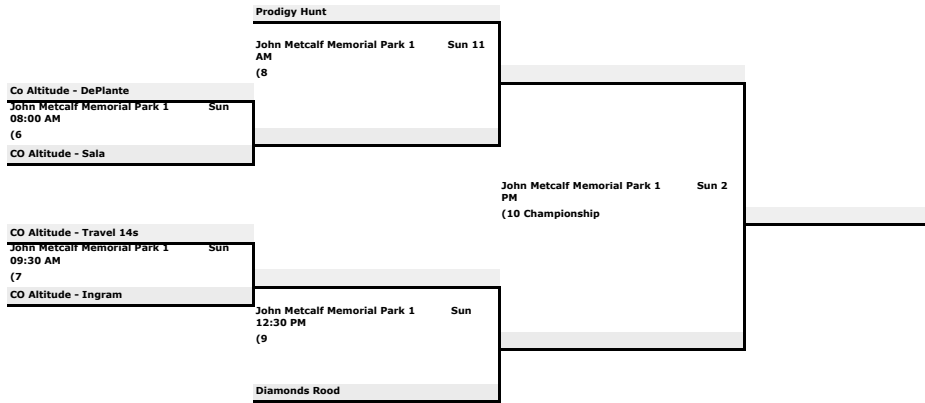 Prodigy Hunt
John Metcalf Memorial Park 1 Sun 11
AM
(8
Co Altitude - DePlante
John Metcalf Memorial Park 1 Sun
08:00 AM
(6
CO Altitude - Sala
John Metcalf Memorial Park 1 Sun 2
PM
(10 Championship
CO Altitude - Travel 14s
John Metcalf Memorial Park 1 Sun
09:30 AM
(7
CO Altitude - Ingram
John Metcalf Memorial Park 1 Sun
12:30 PM
(9
Diamonds Rood